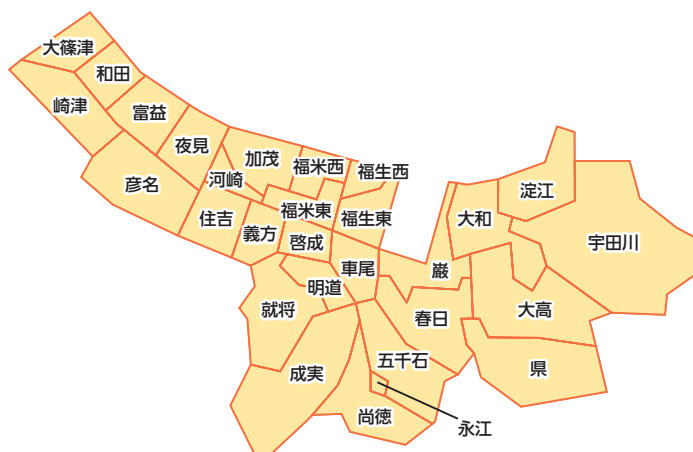 大篠津
和田
崎津
富益
夜見
彦名
河崎
加茂
福米西
福生西
住吉
義方
福米東
福生東
啓成
車尾
明道
就将
成実
巌
大和
淀江
宇田川
大高
春日
県
五千石
尚徳
永江